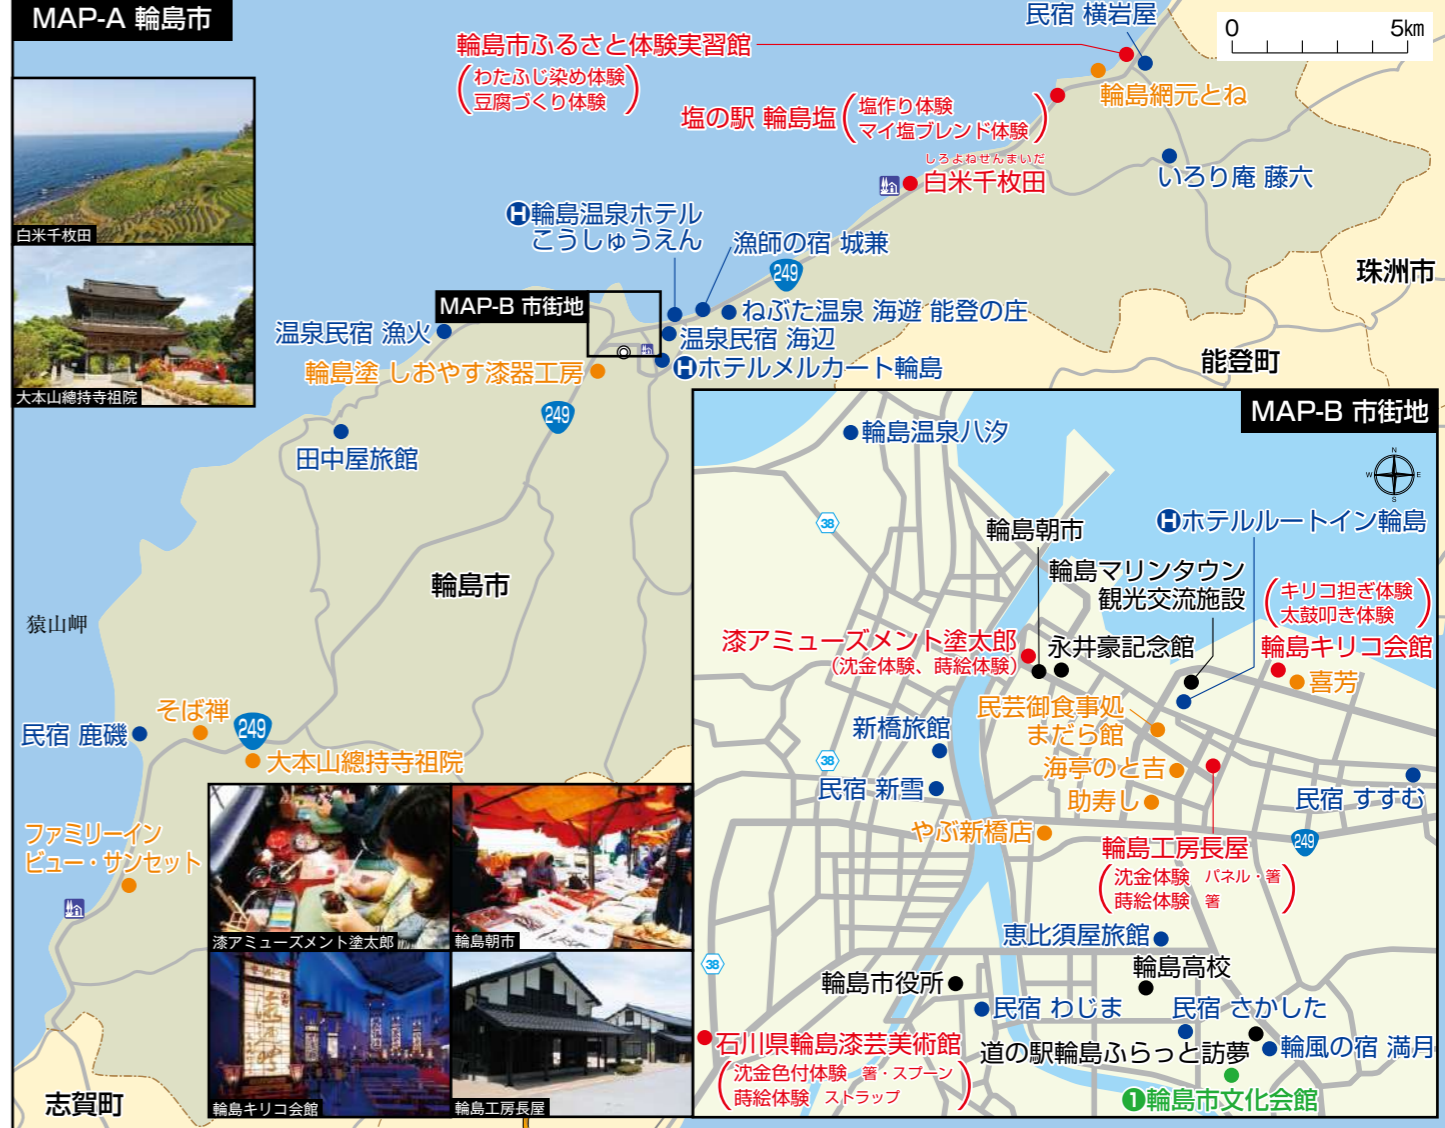 MAP-A 輪島市
民宿 横岩屋
0 5km
輪島市ふるさと体験実習館
わたふじ染め体験
豆腐づくり体験
輪島網元とね
塩の駅 輪島塩
塩作り体験
マイ塩ブレンド体験
しろよねせんまいだ
白米千枚田
いろり庵 藤六
白米千枚田
H輪島温泉ホテル
こうしゅうえん
漁師の宿 城兼
249
珠洲市
MAP-B 市街地
ねぶた温泉 海遊 能登の庄
温泉民宿 漁火
温泉民宿 海辺
能登町
輪島塗 しおやす漆器工房
Hホテルメルカート輪島
大本山總持寺祖院
249
田中屋旅館
輪島市
猿山岬
そば禅
249
民宿 鹿磯
大本山總持寺祖院
ファミリーイン
ビュー・サンセット
漆アミューズメント塗太郎
輪島朝市
輪島キリコ会館
輪島工房長屋
志賀町
MAP-B 市街地
N
W E
S
輪島温泉八汐
38
Hホテルルートイン輪島
輪島朝市
輪島マリンタウン
観光交流施設
キリコ担ぎ体験
太鼓叩き体験
漆アミューズメント塗太郎
(沈金体験、蒔絵体験)
永井豪記念館
輪島キリコ会館
喜芳
民芸御食事処
まだら館
新橋旅館
38
海亭のと吉
民宿 新雪
助寿し
民宿 すすむ
やぶ新橋店
249
輪島工房長屋
沈金体験 パネル・箸
蒔絵体験 箸
恵比須屋旅館
38
輪島市役所
輪島高校
民宿 わじま
民宿 さかした
石川県輪島漆芸美術館
沈金色付体験 箸・スプーン
蒔絵体験 ストラップ
道の駅輪島ふらっと訪夢
輪風の宿 満月
1輪島市文化会館